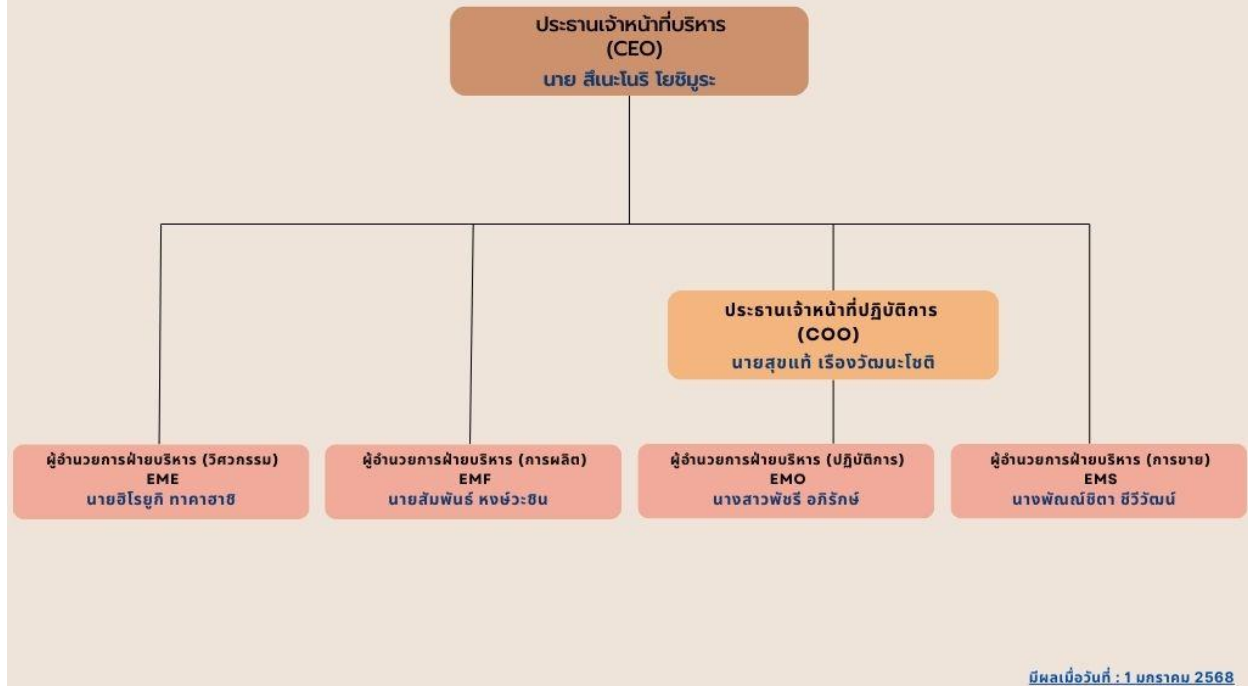 ประธานเจ้าหน้าที่บริหาร
(CEO)
นาย สึเนะโนริ โยชิมูระ
ประธานเจ้าหน้าที่ปฏิบัติการ
(COO)
นายสุขแท้ เรืองวัฒนะโชติ
ผู้อำนวยการฝ่ายบริหาร (วิศวกรรม)
EME
นายฮิโรยูกิ ทาคาฮาชิ
ผู้อำนวยการฝ่ายบริหาร (การผลิต)
EMF
นายสัมพันธ์ หงษ์วะชิน
ผู้อำนวยการฝ่ายบริหาร (ปฏิบัติการ)
EMO
นางสาวพัชรี อภิรักษ์
ผู้อำนวยการฝ่ายบริหาร (การขาย)
EMS
นางพัณณ์ชิตา ชีวีวัฒน์
มีผลเมื่อวันที่ : 1 มกราคม 2568